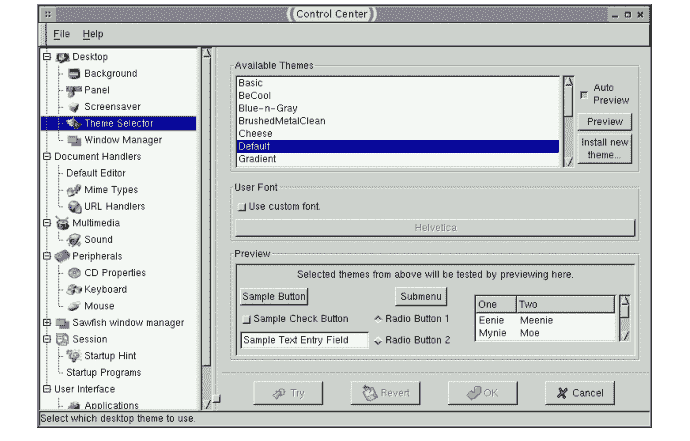 Control Center
File Help
Desktop
Background
Panel
Screensaver
Theme Selector
Window Manager
Document Handlers
Default Editor
Mime Types
URL Handlers
Multimedia
Sound
Peripherals
CD Properties
Keyboard
Mouse
Sawfish window manager
Session
Startup Hint
Startup Programs
User Interface
Applications
Available Themes
Basic
BeCool
Blue-n-Gray
BrushedMetalClean
Cheese
Default
Gradient
Auto
Preview
Preview
Install new
theme...
User Font
Use custom font.
Helvetica
Preview
Selected themes from above will be tested by previewing here.
Sample Button
Submenu
Sample Check Button
Radio Button 1
Sample Text Entry Field
Radio Button 2
One Two
Eenie Meenie
Mynie Moe
Try
Revert
OK
Cancel
Select which desktop theme to use.